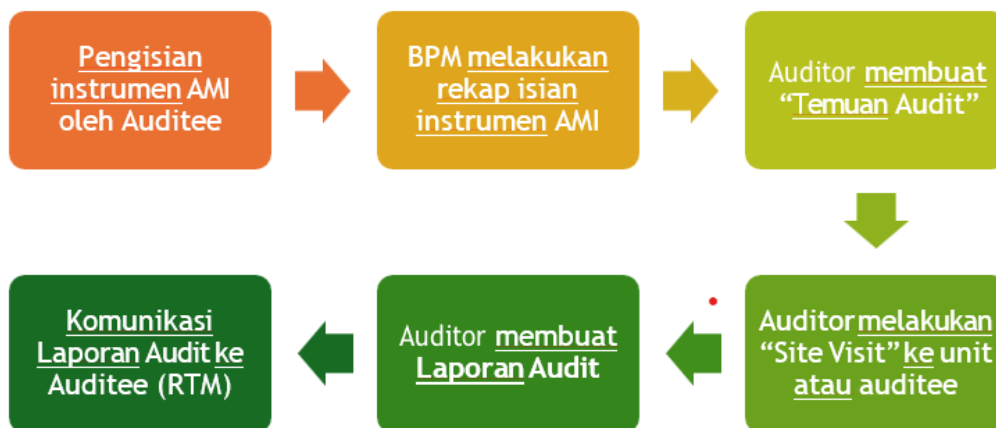 Pengisian
instrumen AMI
oleh Auditee
BPM melakukan
rekap isian
instrumen AMI
Auditor membuat
“Temuan Audit”
Auditor melakukan
“Site Visit” ke unit
atau auditee
Auditor membuat
Laporan Audit
Komunikasi
Laporan Audit ke
Auditee (RTM)